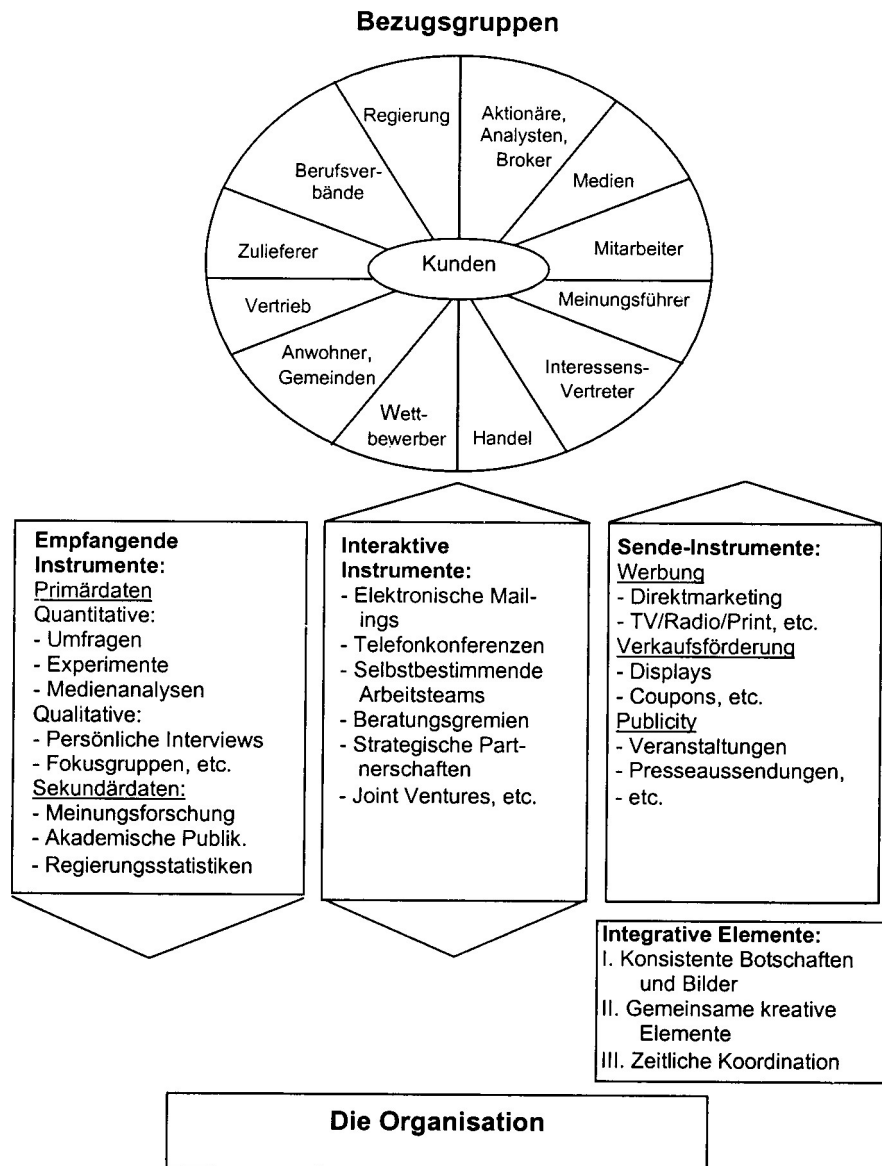 Bezugsgruppen
Regierung
Aktionäre,
Analysten,
Broker
Berufsver-
bände
Medien
Zulieferer
Kunden
Mitarbeiter
Vertrieb
Meinungsführer
Anwohner,
Gemeinden
Interessens-
Vertreter
Wett-
bewerber
Handel
Empfangende
Instrumente:
Primärdaten
Quantitative:
- Umfragen
- Experimente
- Medienanalysen
Qualitative:
- Persönliche Interviews
- Fokusgruppen, etc.
Sekundärdaten:
- Meinungsforschung
- Akademische Publik.
- Regierungsstatistiken
Interaktive
Instrumente:
- Elektronische Mail-
ings
- Telefonkonferenzen
- Selbstbestimmende
Arbeitsteams
- Beratungsgremien
- Strategische Part-
nerschaften
- Joint Ventures, etc.
Sende-Instrumente:
Werbung
- Direktmarketing
- TV/Radio/Print, etc.
Verkaufsförderung
- Displays
- Coupons, etc.
Publicity
- Veranstaltungen
- Presseaussendungen,
- etc.
Integrative Elemente:
I. Konsistente Botschaften
und Bilder
II. Gemeinsame kreative
Elemente
III. Zeitliche Koordination
Die Organisation